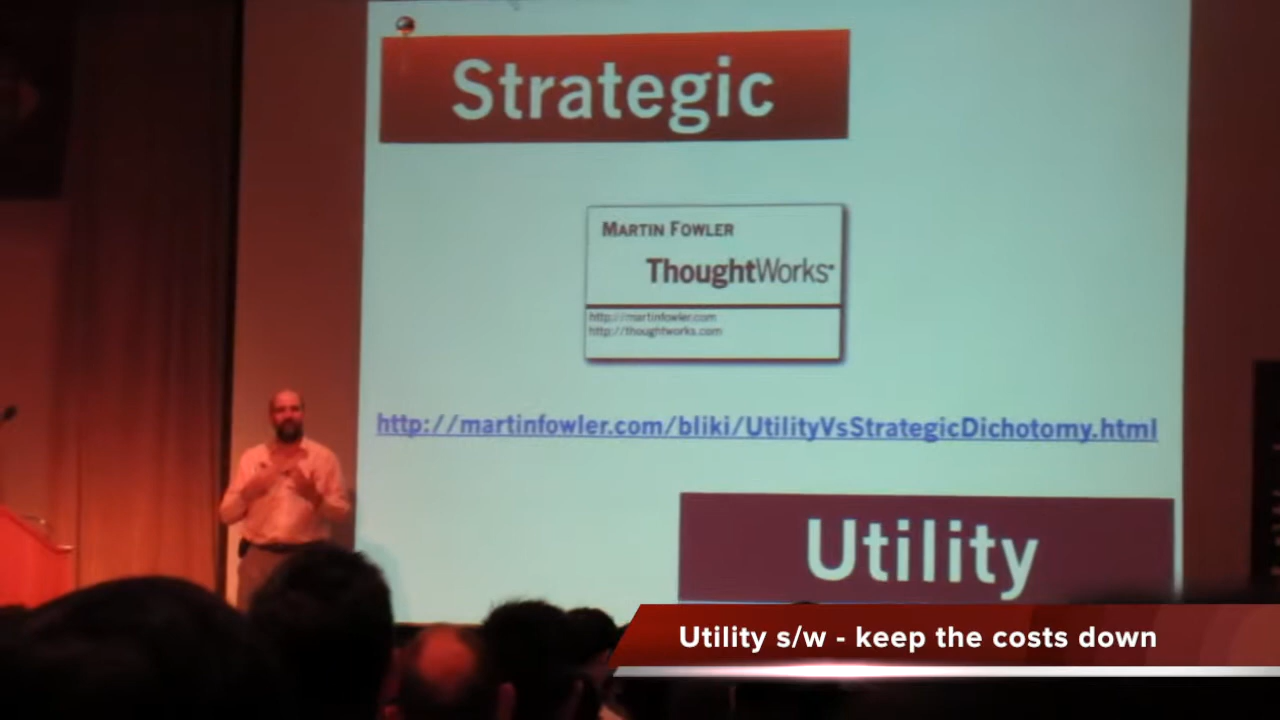 Strategic
MARTIN FOWLER
ThoughtWorks
http://martinfowler.com
http://thoughtworks.com
http://martinfowler.com/bliki/UtilityVsStrategicDichotomy.html
Utility
Utility s/w - keep the costs down